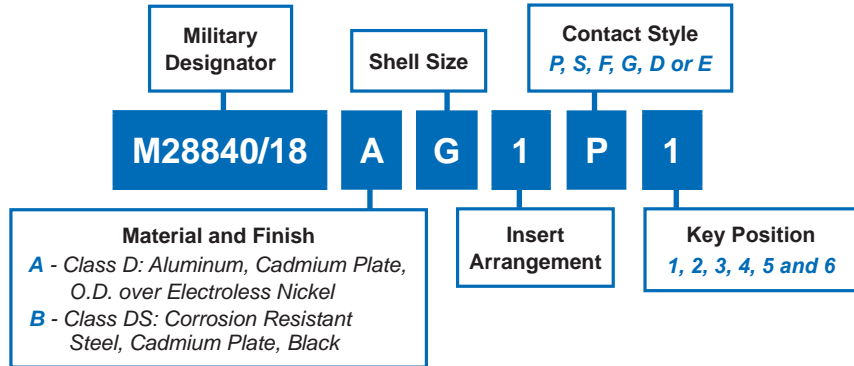 Military
Designator
Shell Size
Contact Style
P, S, F, G, D or E
M28840/18 A G 1 P 1
Material and Finish
A - Class D: Aluminum, Cadmium Plate,
O.D. over Electroless Nickel
B - Class DS: Corrosion Resistant
Steel, Cadmium Plate, Black
Insert
Arrangement
Key Position
1, 2, 3, 4, 5 and 6